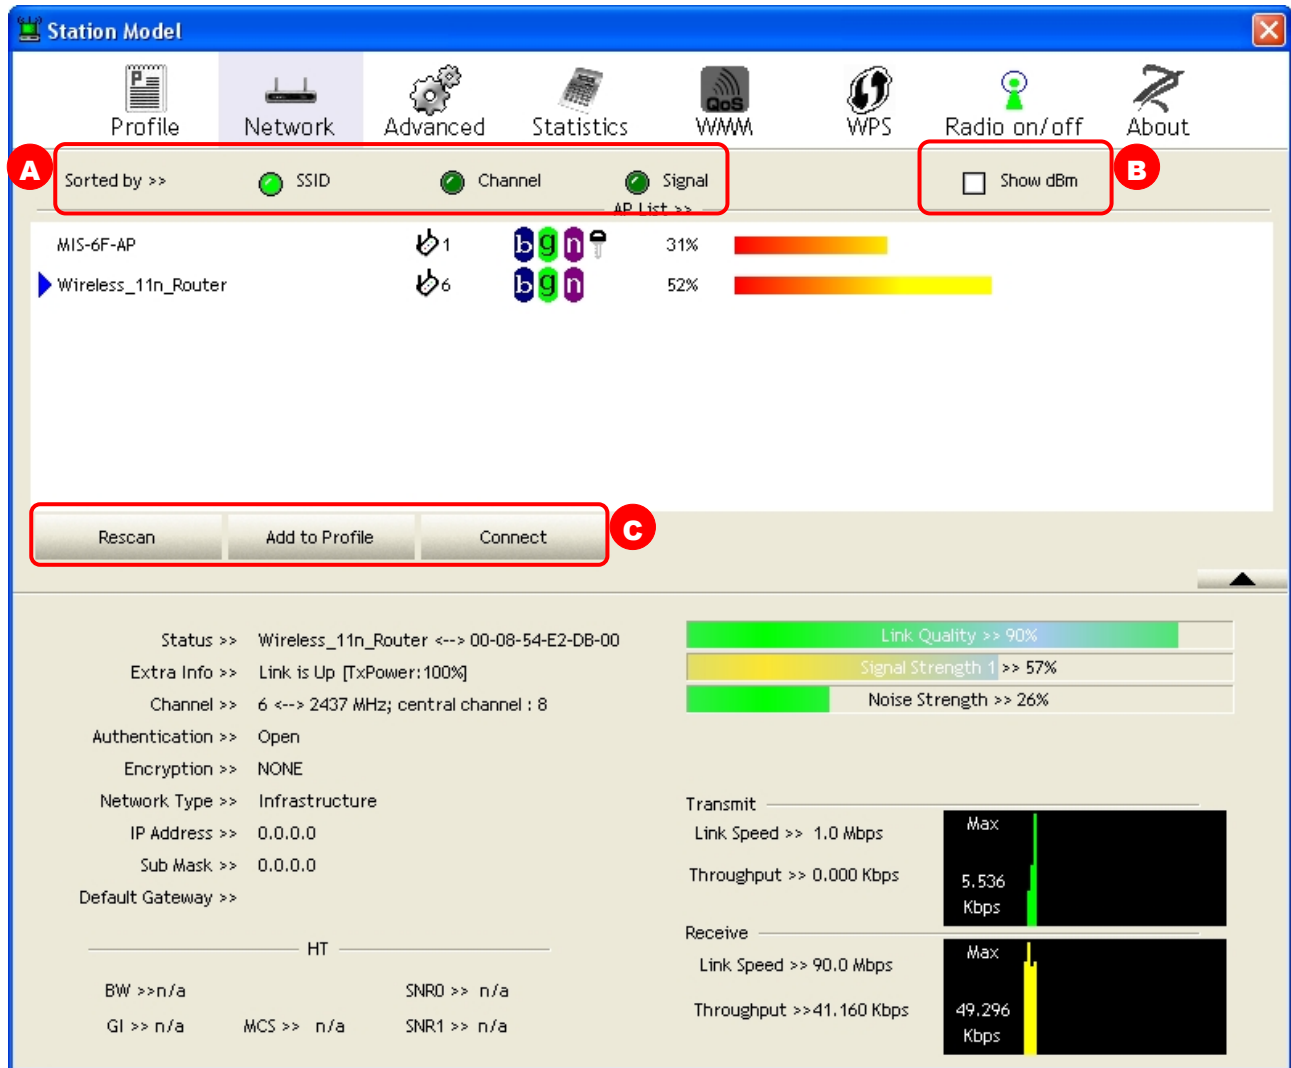 Station Model
Profile Network Advanced Statistics QoS WMM WPS Radio on/off About
A Sorted by >> SSID Channel Signal Show dBm B
AP List >>
MIS-6F-AP 1 b g n 31%
Wireless_11n_Router 6 b g n 52%
Rescan Add to Profile Connect C
Status >> Wireless_11n_Router <--> 00-08-54-E2-DB-00
Extra Info >> Link is Up [TxPower:100%]
Channel >> 6 <--> 2437 MHz; central channel : 8
Authentication >> Open
Encryption >> NONE
Network Type >> Infrastructure
IP Address >> 0.0.0.0
Sub Mask >> 0.0.0.0
Default Gateway >>
HT
BW >>n/a SNR0 >> n/a
GI >> n/a MCS >> n/a SNR1 >> n/a
Link Quality >> 90%
Signal Strength 1 >> 57%
Noise Strength >> 26%
Transmit
Link Speed >> 1.0 Mbps
Throughput >> 0.000 Kbps
Max
5.536
Kbps
Receive
Link Speed >> 90.0 Mbps
Throughput >>41.160 Kbps
Max
49.296
Kbps